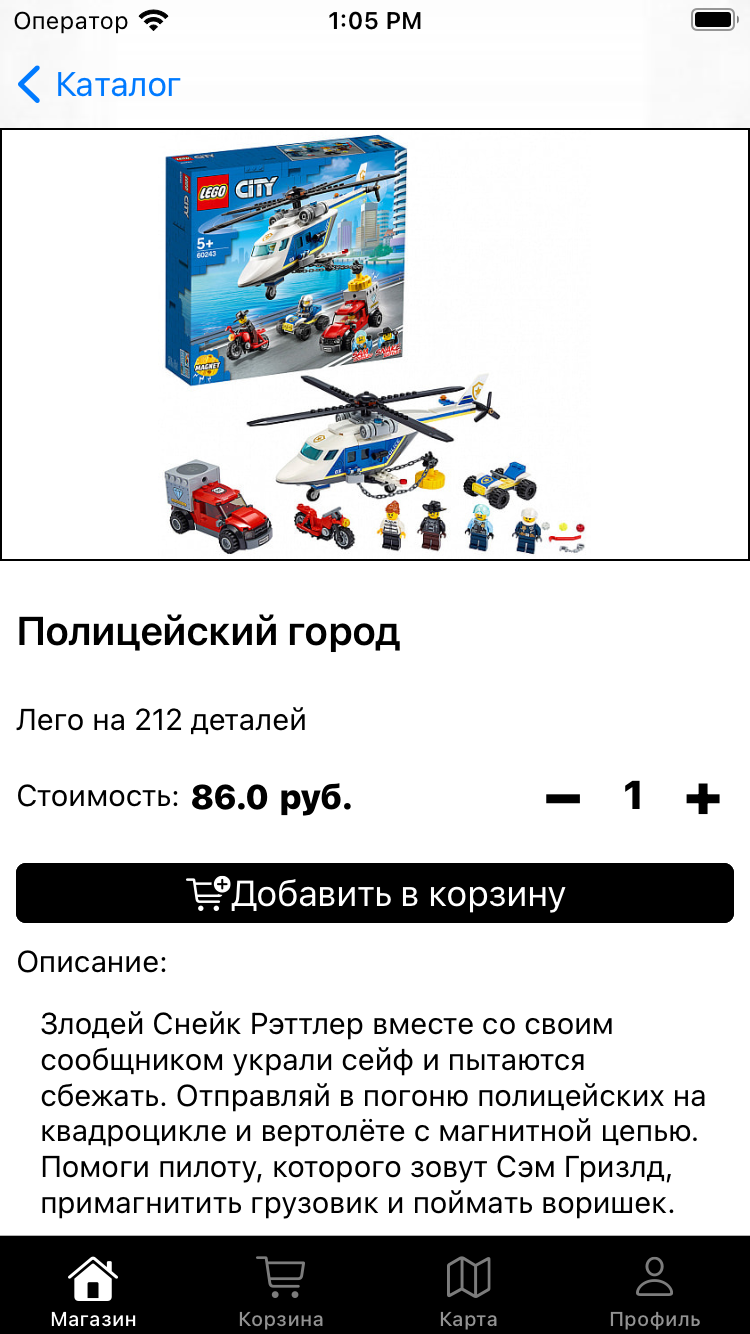 Оператор 1:05 PM
Каталог
LEGO CITY
LEGO CITY
5+
60243
MAGNET
Полицейский город
Лего на 212 деталей
Стоимость: 86.0 руб. 1
Добавить в корзину
Описание:
Злодей Снейк Рэттлер вместе со своим
сообщником украли сейф и пытаются
сбежать. Отправляй в погоню полицейских на
квадроцикле и вертолёте с магнитной цепью.
Помоги пилоту, которого зовут Сэм Гризлд,
примагнитить грузовик и поймать воришек.
Магазин Корзина Карта Профиль